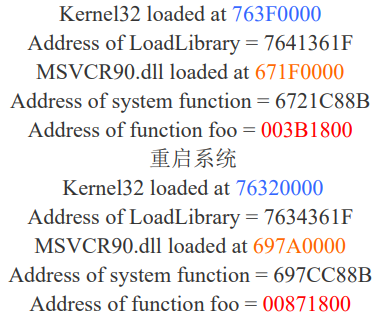 Kernel32 loaded at 763F0000
Address of LoadLibrary = 7641361F
MSVCR90.dll loaded at 671F0000
Address of system function = 6721C88B
Address of function foo = 003B1800
重启系统
Kernel32 loaded at 76320000
Address of LoadLibrary = 7634361F
MSVCR90.dll loaded at 697A0000
Address of system function = 697CC88B
Address of function foo = 00871800